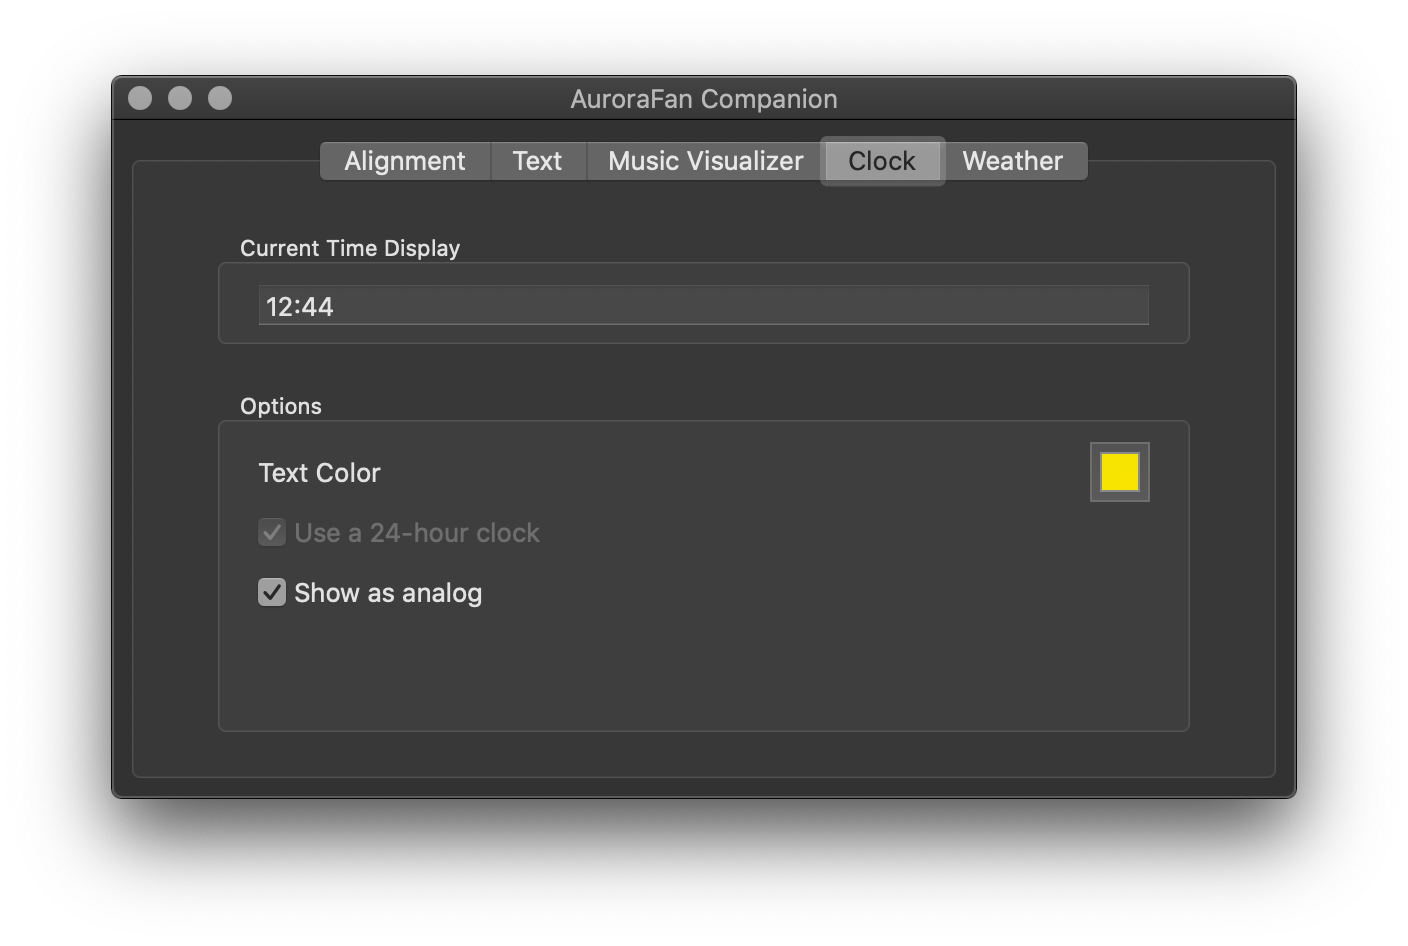 AuroraFan Companion
Alignment Text Music Visualizer Clock Weather
Current Time Display
12:44
Options
Text Color
Use a 24-hour clock
Show as analog